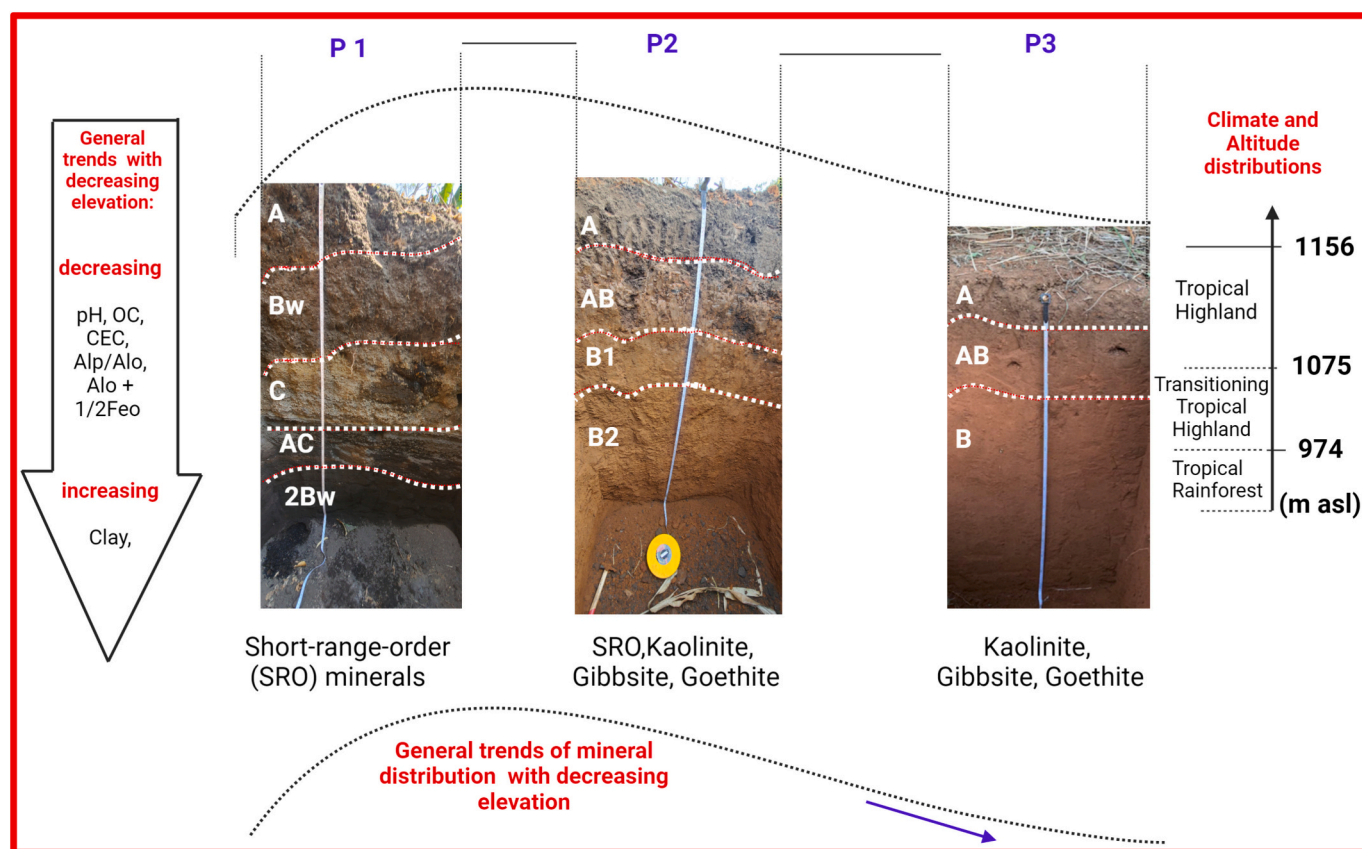 P 1
P2
P3
General
trends with
decreasing
elevation:
decreasing
pH, OC,
CEC,
Alp/Alo,
Alo +
1/2Feo
increasing
Clay,
A
Bw
C
AC
2Bw
A
AB
B1
B2
A
AB
B
Climate and
Altitude
distributions
1156
Tropical
Highland
1075
Transitioning
Tropical
Highland
974
Tropical
Rainforest
(m asl)
Short-range-order
(SRO) minerals
SRO,Kaolinite,
Gibbsite, Goethite
Kaolinite,
Gibbsite, Goethite
General trends of mineral
distribution with decreasing
elevation